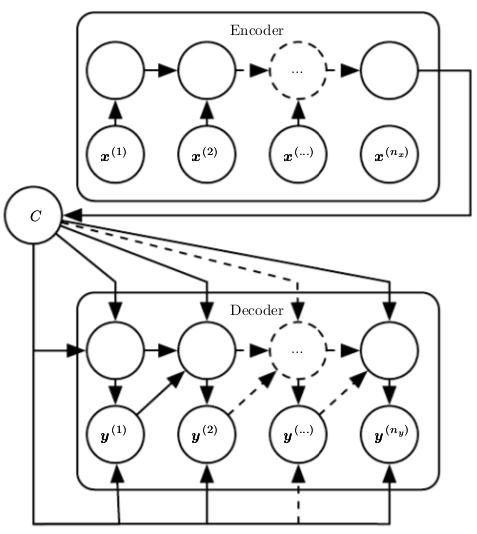 Encoder
...
x^(1) x^(2) x^(...) x^(n_x)
C
Decoder
...
y^(1) y^(2) y^(...) y^(n_y)